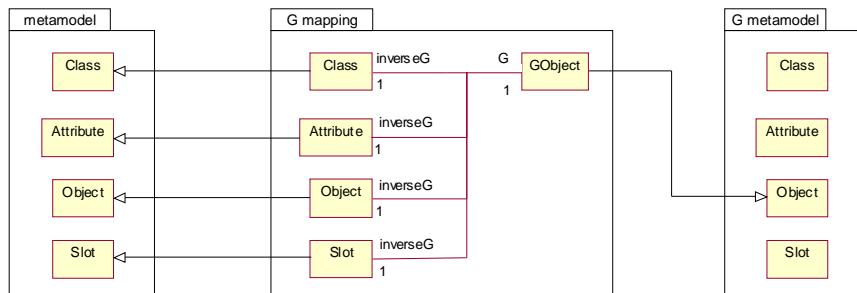 metamodel
G mapping
G metamodel
Class
Class
inverseG
1
G
1
GObject
Class
Attribute
Attribute
inverseG
1
Attribute
Object
Object
inverseG
1
Object
Slot
Slot
inverseG
1
Slot